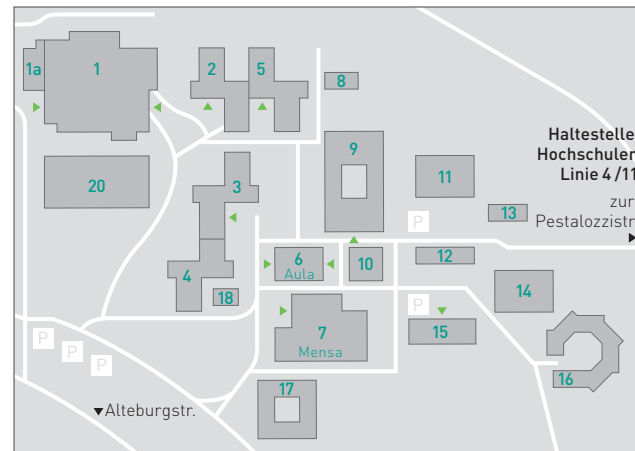 1a
1
2
5
8
9
Haltestelle
Hochschulen
Linie 4/11
zur
Pestalozzistr.
20
3
11
13
P
6
Aula
10
12
4
18
14
P
7
Mensa
15
P
P
P
16
17
Alteburgstr.